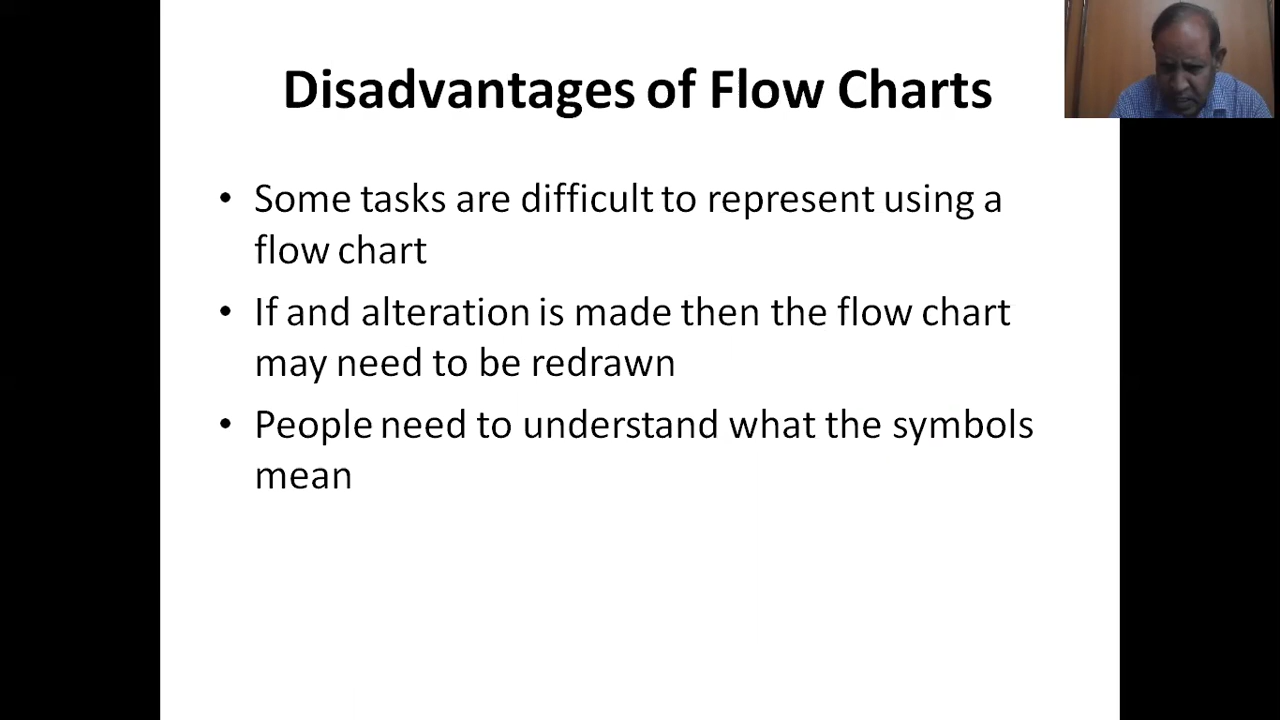 Disadvantages of Flow Charts
• Some tasks are difficult to represent using a
flow chart
• If and alteration is made then the flow chart
may need to be redrawn
• People need to understand what the symbols
mean